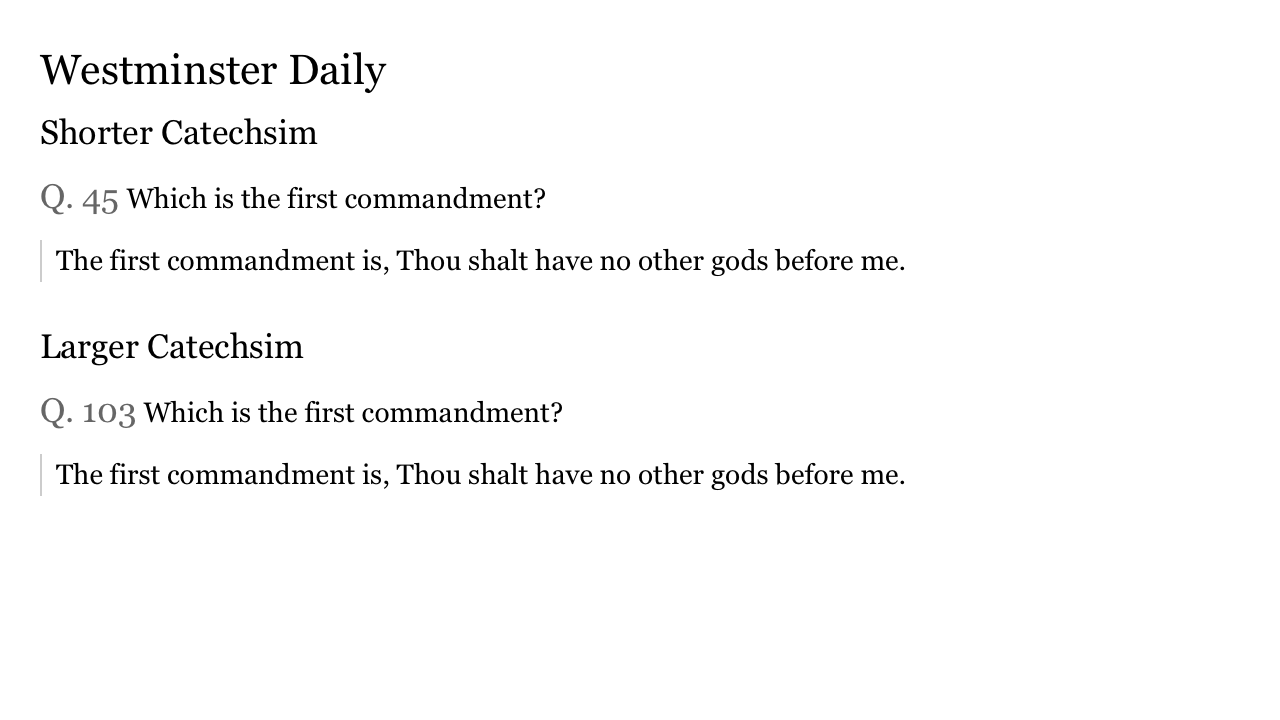 Westminster Daily
Shorter Catechsim
Q. 45 Which is the first commandment?
The first commandment is, Thou shalt have no other gods before me.
Larger Catechsim
Q. 103 Which is the first commandment?
The first commandment is, Thou shalt have no other gods before me.